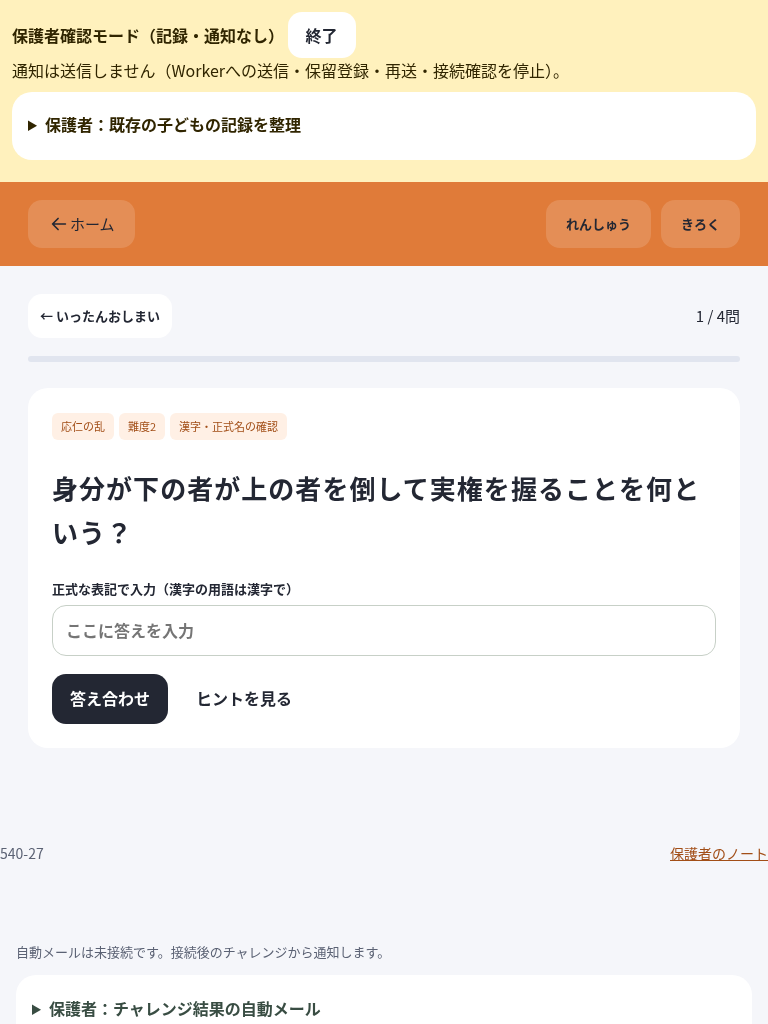 保護者確認モード（記録・通知なし） 終了
通知は送信しません（Workerへの送信・保留登録・再送・接続確認を停止）。
▶ 保護者：既存の子どもの記録を整理
← ホーム れんしゅう きろく
← いったんおしまい 1 / 4問
応仁の乱 難度2 漢字・正式名の確認
身分が下の者が上の者を倒して実権を握ることを何と
いう？
正式な表記で入力（漢字の用語は漢字で）
ここに答えを入力
答え合わせ ヒントを見る
540-27 保護者のノート
自動メールは未接続です。接続後のチャレンジから通知します。
▶ 保護者：チャレンジ結果の自動メール